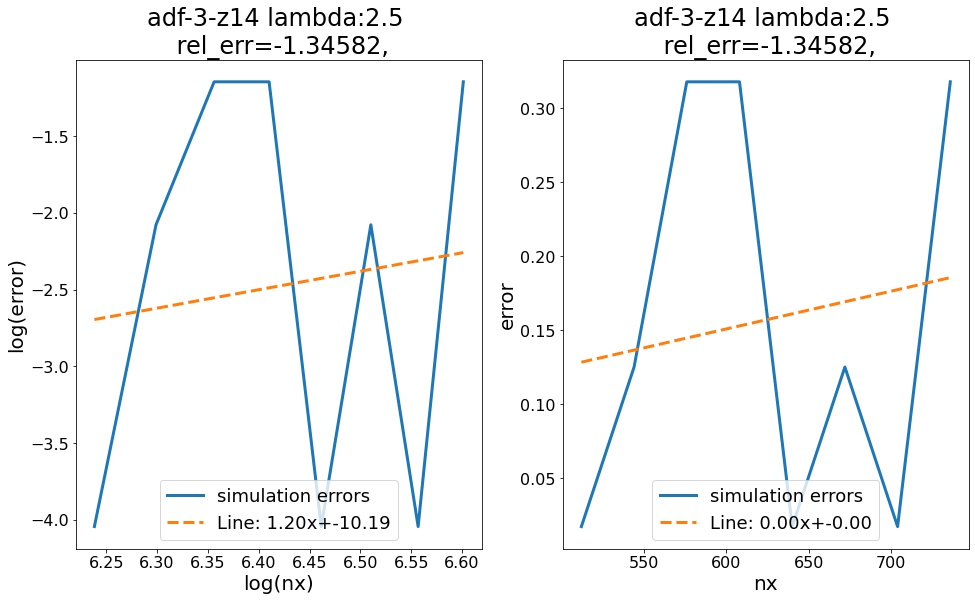 adf-3-z14 lambda:2.5
rel_err=-1.34582,
log(error)
−1.5
−2.0
−2.5
−3.0
−3.5
−4.0
simulation errors
Line: 1.20x+-10.19
6.25 6.30 6.35 6.40 6.45 6.50 6.55 6.60
log(nx)
adf-3-z14 lambda:2.5
rel_err=-1.34582,
error
0.30
0.25
0.20
0.15
0.10
0.05
simulation errors
Line: 0.00x+-0.00
550 600 650 700
nx